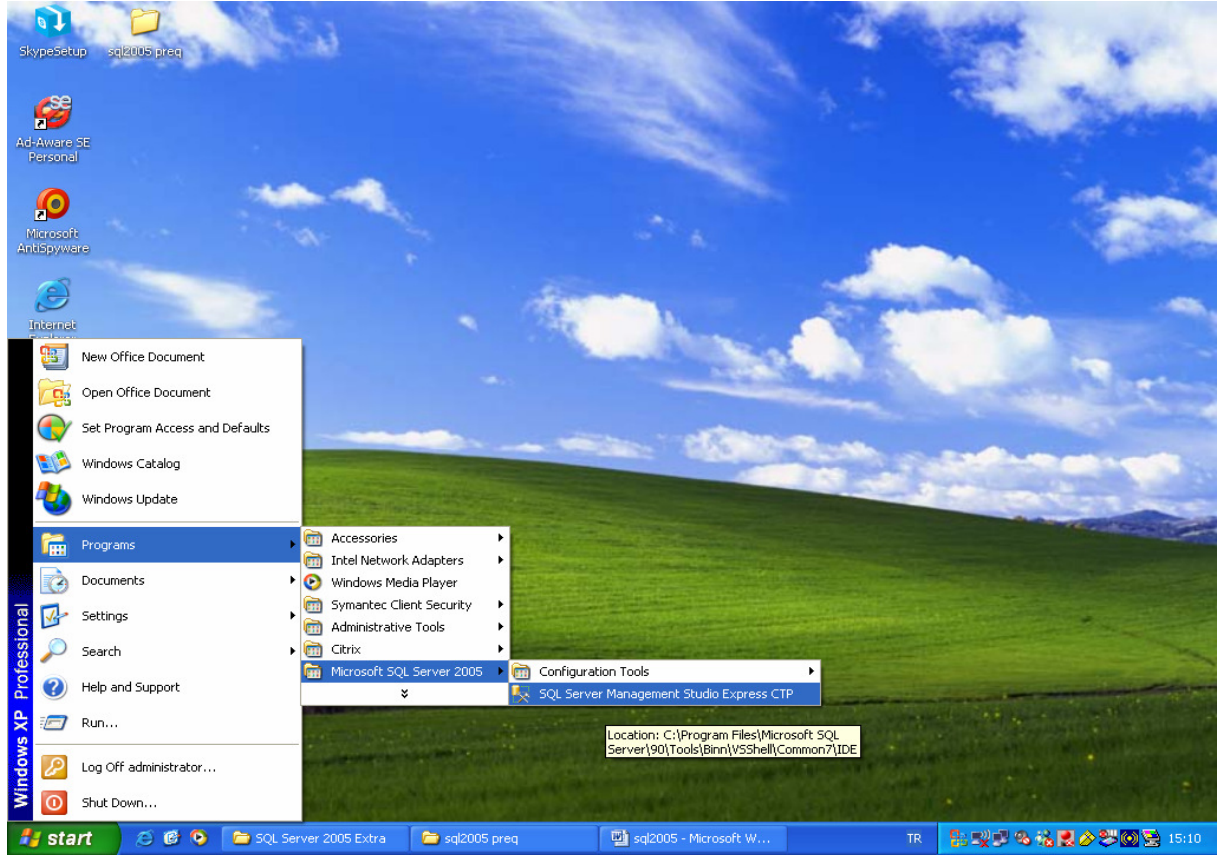 SkypeSetup
sql2005 preq
Ad-Aware SE
Personal
Microsoft
AntiSpyware
Internet
New Office Document
Open Office Document
Set Program Access and Defaults
Windows Catalog
Windows Update
Programs
Documents
Settings
Search
Help and Support
Run...
Log Off administrator...
Shut Down...
Windows XP Professional
Accessories
Intel Network Adapters
Windows Media Player
Symantec Client Security
Administrative Tools
Citrix
Microsoft SQL Server 2005
Configuration Tools
SQL Server Management Studio Express CTP
Location: C:\Program Files\Microsoft SQL
Server\90\Tools\Binn\VSShell\Common7\IDE
start
SQL Server 2005 Extra
sql2005 preq
sql2005 - Microsoft W...
TR
15:10